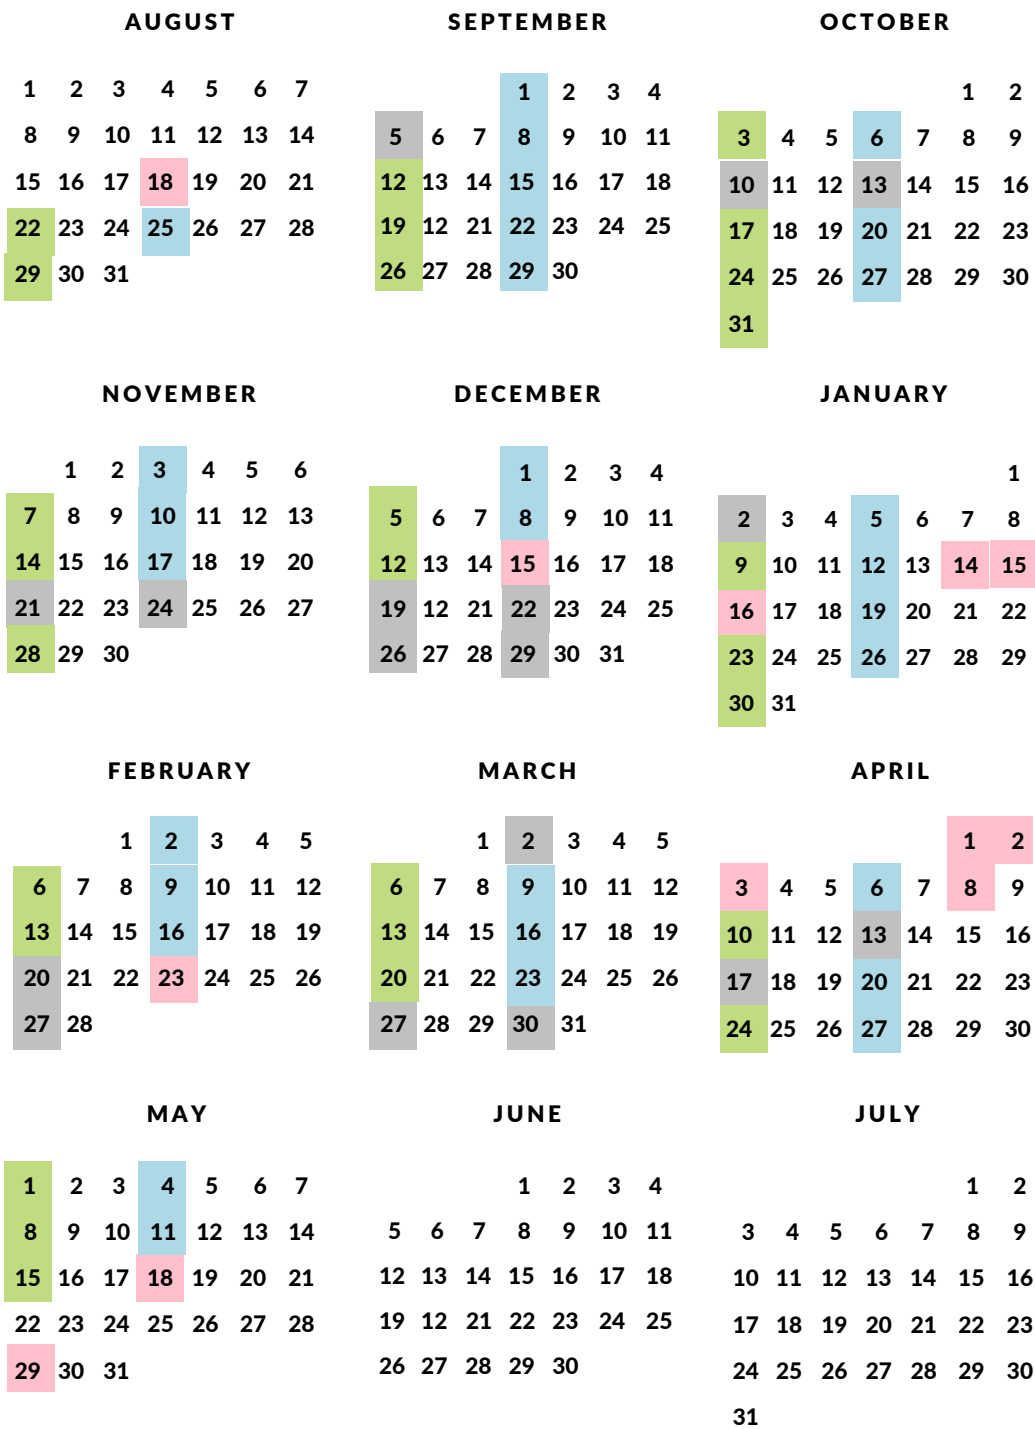 AUGUST
1 2 3 4 5 6 7
8 9 10 11 12 13 14
15 16 17 18 19 20 21
22 23 24 25 26 27 28
29 30 31
SEPTEMBER
1 2 3 4
5 6 7 8 9 10 11
12 13 14 15 16 17 18
19 12 21 22 23 24 25
26 27 28 29 30
OCTOBER
1 2
3 4 5 6 7 8 9
10 11 12 13 14 15 16
17 18 19 20 21 22 23
24 25 26 27 28 29 30
31
NOVEMBER
1 2 3 4 5 6
7 8 9 10 11 12 13
14 15 16 17 18 19 20
21 22 23 24 25 26 27
28 29 30
DECEMBER
1 2 3 4
5 6 7 8 9 10 11
12 13 14 15 16 17 18
19 12 21 22 23 24 25
26 27 28 29 30 31
JANUARY
1
2 3 4 5 6 7 8
9 10 11 12 13 14 15
16 17 18 19 20 21 22
23 24 25 26 27 28 29
30 31
FEBRUARY
1 2 3 4 5
6 7 8 9 10 11 12
13 14 15 16 17 18 19
20 21 22 23 24 25 26
27 28
MARCH
1 2 3 4 5
6 7 8 9 10 11 12
13 14 15 16 17 18 19
20 21 22 23 24 25 26
27 28 29 30 31
APRIL
1 2
3 4 5 6 7 8 9
10 11 12 13 14 15 16
17 18 19 20 21 22 23
24 25 26 27 28 29 30
MAY
1 2 3 4 5 6 7
8 9 10 11 12 13 14
15 16 17 18 19 20 21
22 23 24 25 26 27 28
29 30 31
JUNE
1 2 3 4
5 6 7 8 9 10 11
12 13 14 15 16 17 18
19 12 21 22 23 24 25
26 27 28 29 30
JULY
1 2
3 4 5 6 7 8 9
10 11 12 13 14 15 16
17 18 19 20 21 22 23
24 25 26 27 28 29 30
31